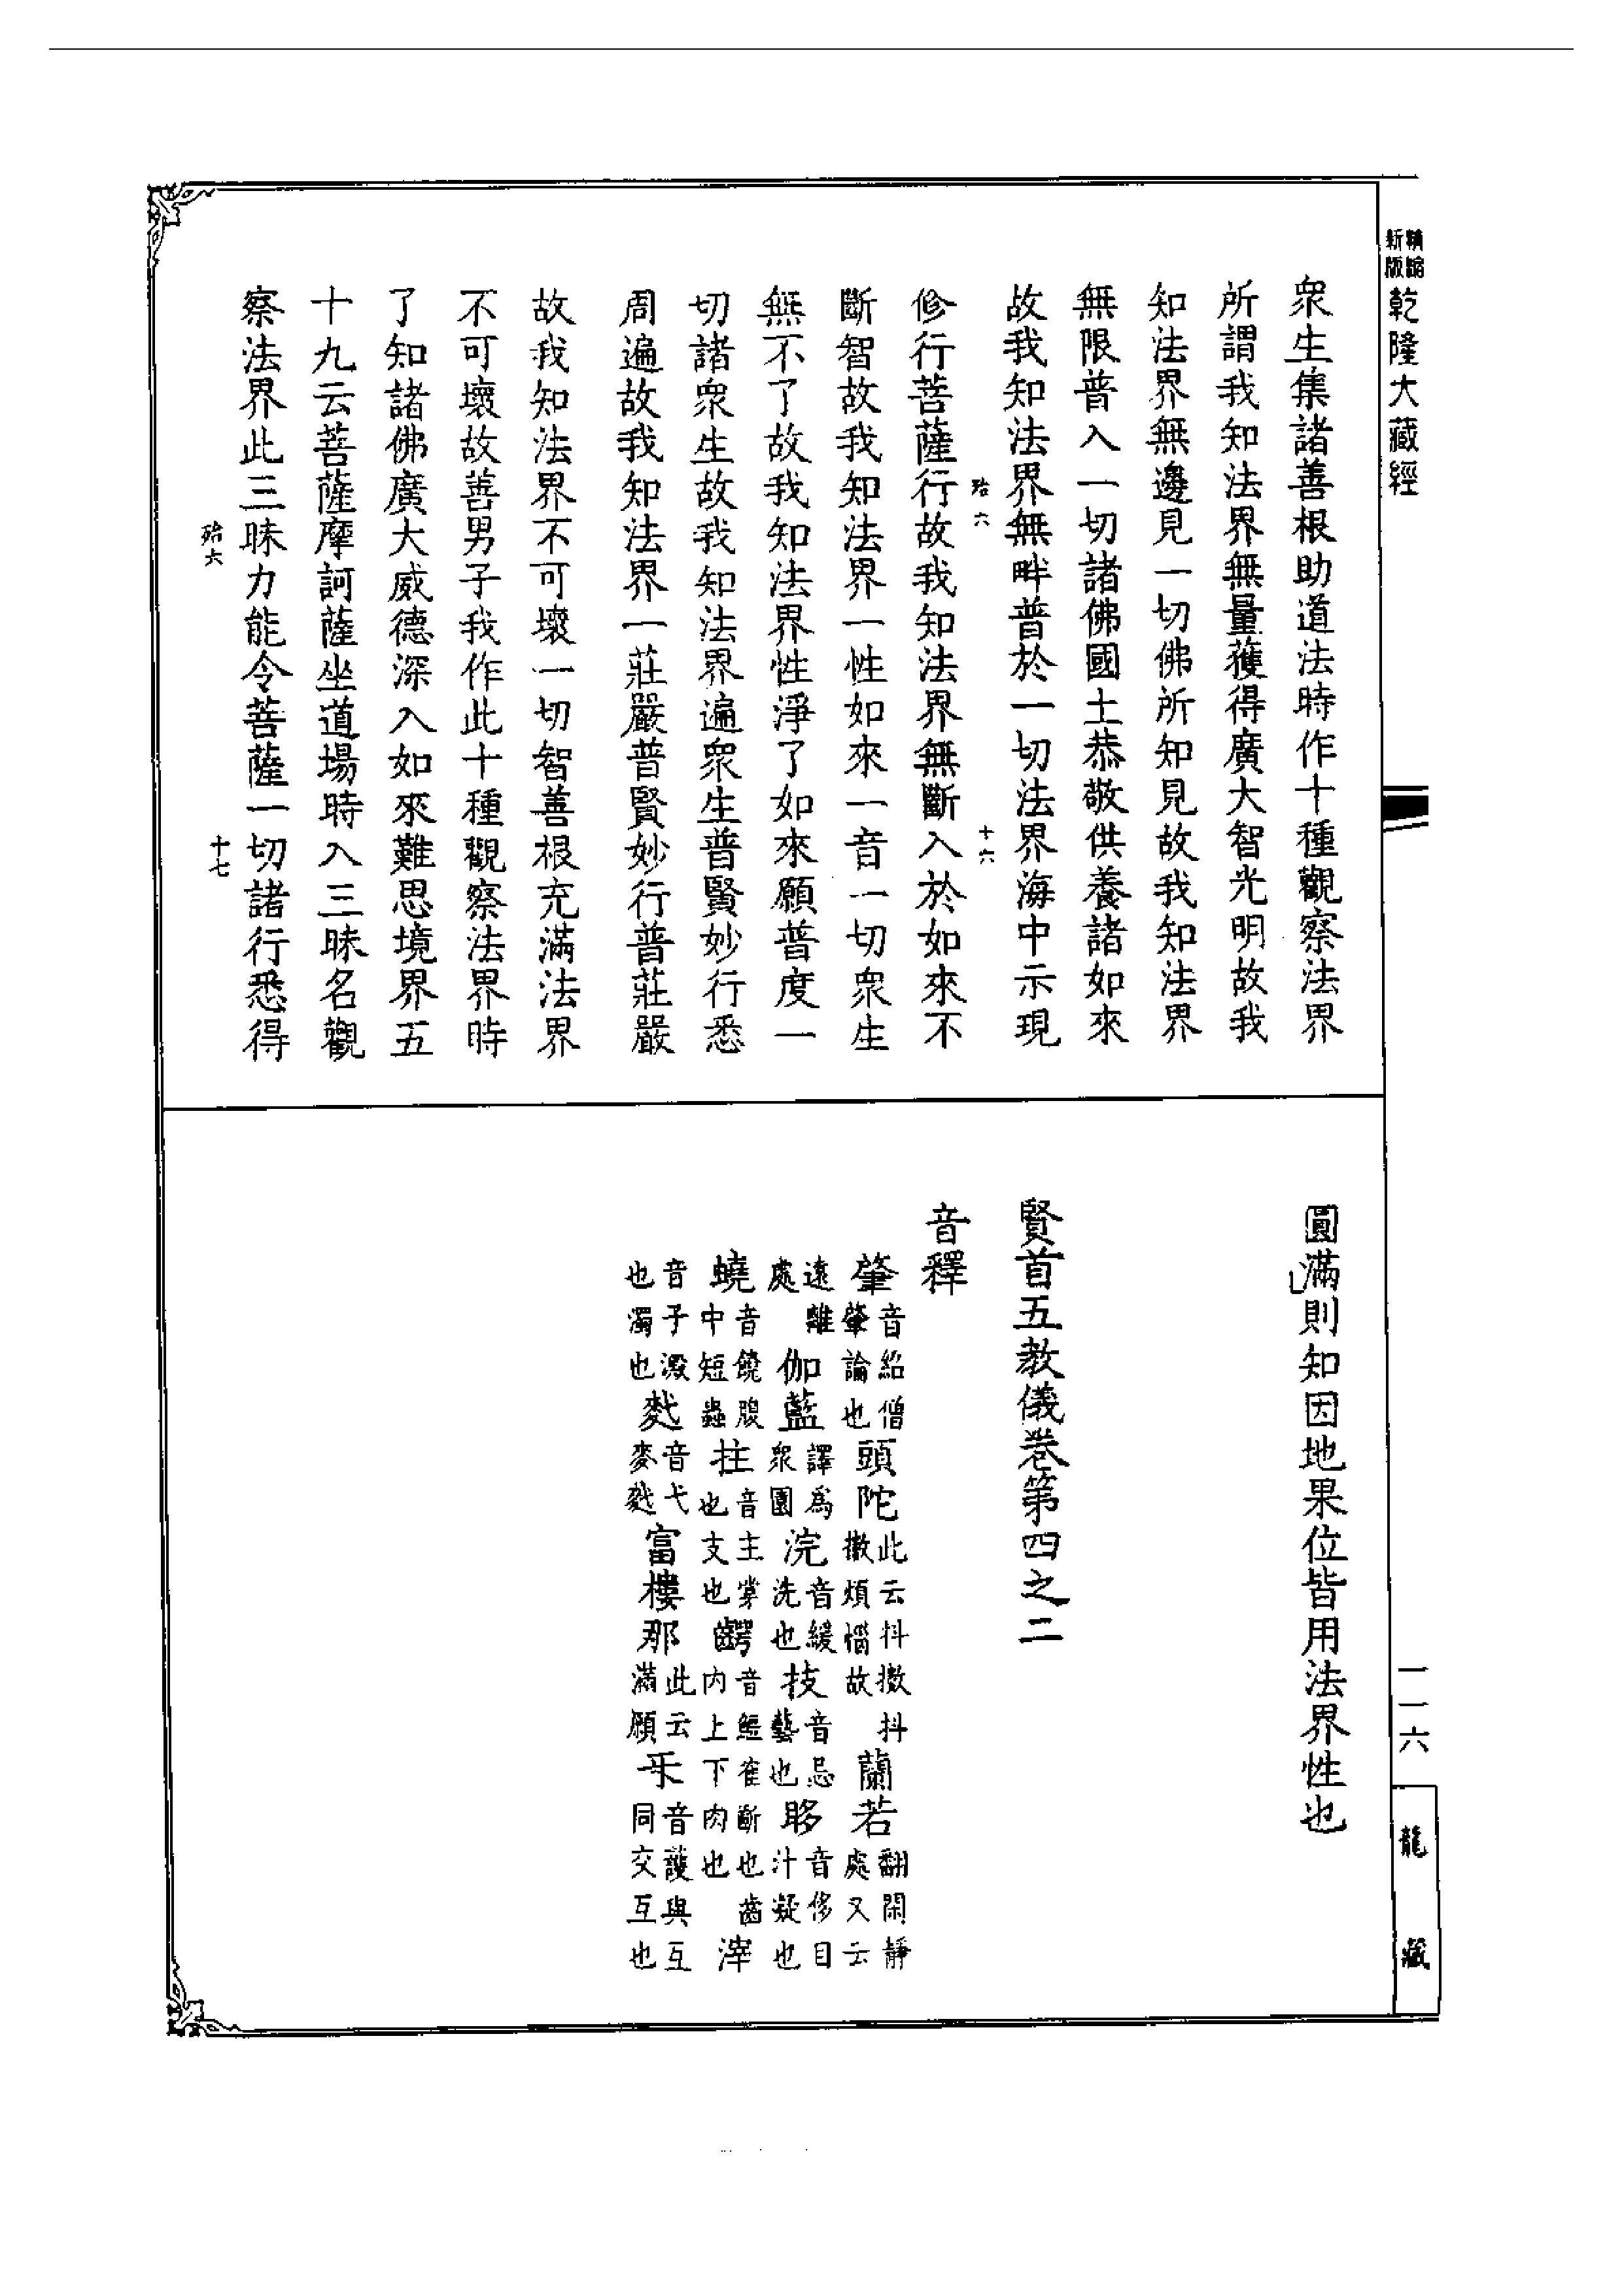 新版精縮
乾隆大藏經
衆生集諸善根助道法時作十種觀察法界
所謂我知法界無量獲得廣大智光明故我
知法界無邊見一切佛所知見故我知法界
無限普入一切諸佛國土恭敬供養諸如來
故我知法界無畔普於一切法界海中示現
殆六
十六
修行菩薩行故我知法界無斷入於如來不
斷智故我知法界一性如來一音一切衆生
無不了故我知法界性淨了如來願普度一
切諸衆生故我知法界遍衆生普賢妙行悉
周遍故我知法界一莊嚴普賢妙行普莊嚴
故我知法界不可壞一切智善根充滿法界
不可壞故善男子我作此十種觀察法界時
了知諸佛廣大威德深入如來難思境界五
十九云菩薩摩訶薩坐道場時入三昧名觀
察法界此三昧力能令菩薩一切諸行悉得
殆六
十七
圓滿則知因地果位皆用法界性也
賢首五教儀卷第四之二
音釋
肇音紹僧肇論也 頭陀此云抖擻抖擻煩惱故 蘭若翻閑靜處又云
遠離處 伽藍譯爲衆園 浣音緩洗也 技音忌藝也 眵音侈目汁凝也
蟯音饒腹中短蟲 拄音主掌也支也 齶音鰐雀斷也齒內上下肉也 滓
音子澱也濁也 麧音弋麥麧 富樓那此云滿願 㸦音護與互同交互也
一一六
龍藏